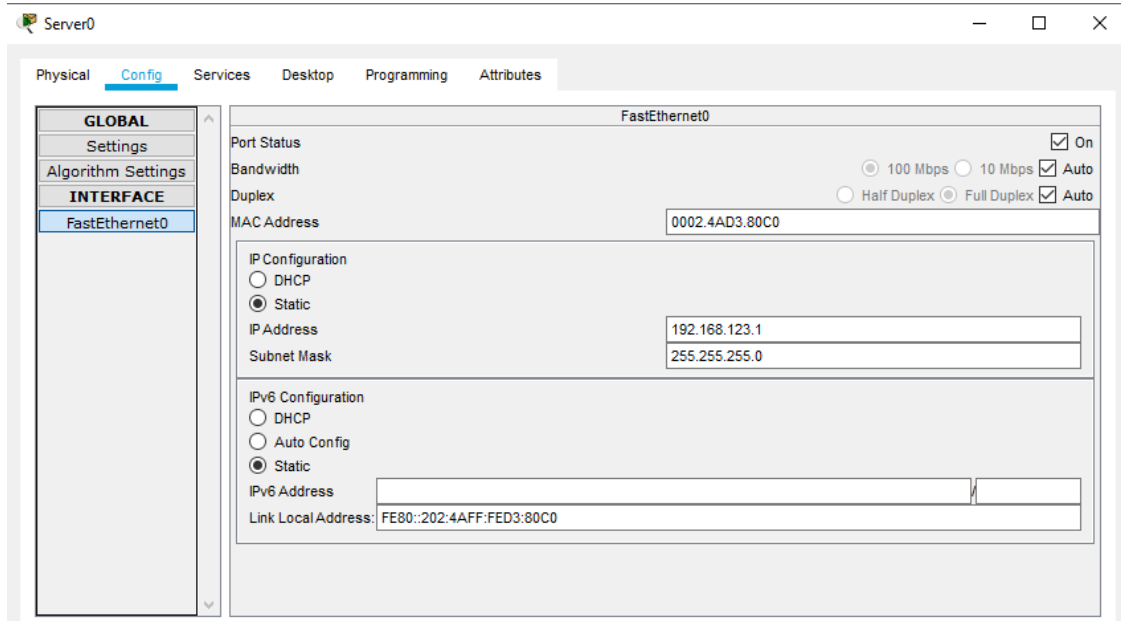 Server0
Physical Config Services Desktop Programming Attributes
GLOBAL
Settings
Algorithm Settings
INTERFACE
FastEthernet0
FastEthernet0
Port Status On
Bandwidth 100 Mbps 10 Mbps Auto
Duplex Half Duplex Full Duplex Auto
MAC Address 0002.4AD3.80C0
IP Configuration
DHCP
Static
IP Address 192.168.123.1
Subnet Mask 255.255.255.0
IPv6 Configuration
DHCP
Auto Config
Static
IPv6 Address /
Link Local Address: FE80::202:4AFF:FED3:80C0